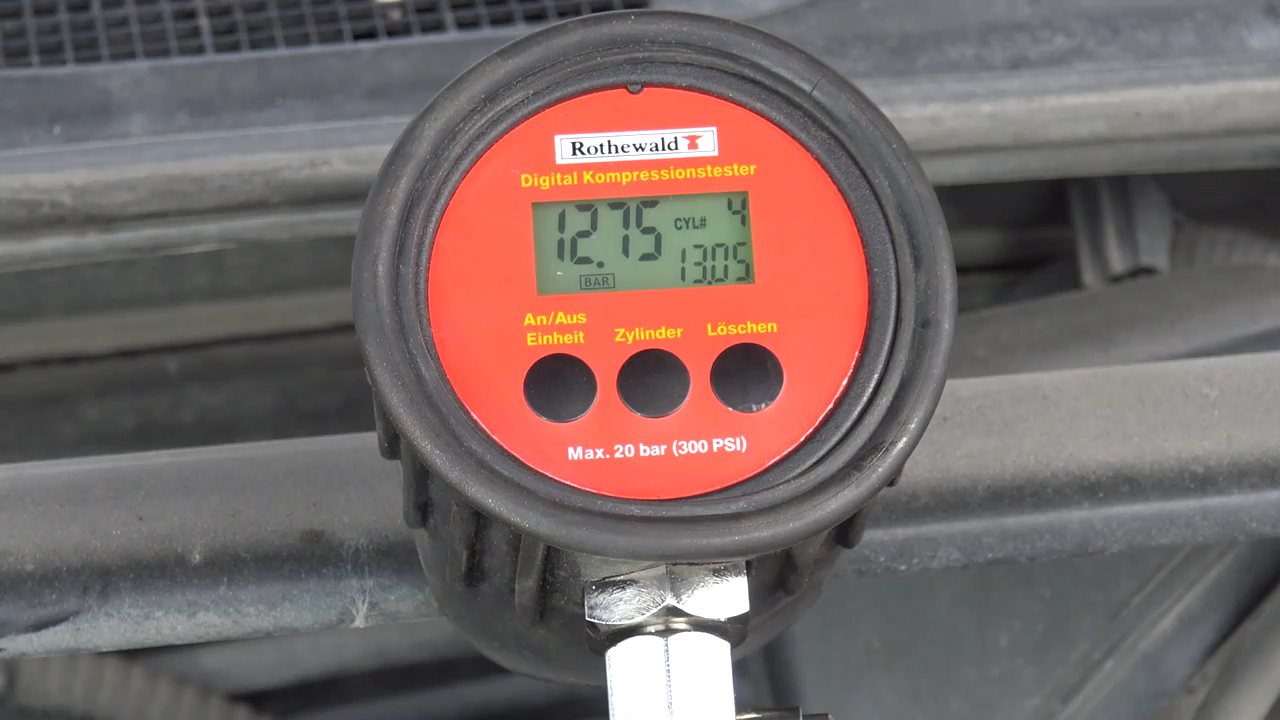 Rothewald
Digital Kompressionstester
12.75 CYL# 4
BAR 13.05
An/Aus
Einheit
Zylinder
Löschen
Max. 20 bar (300 PSI)